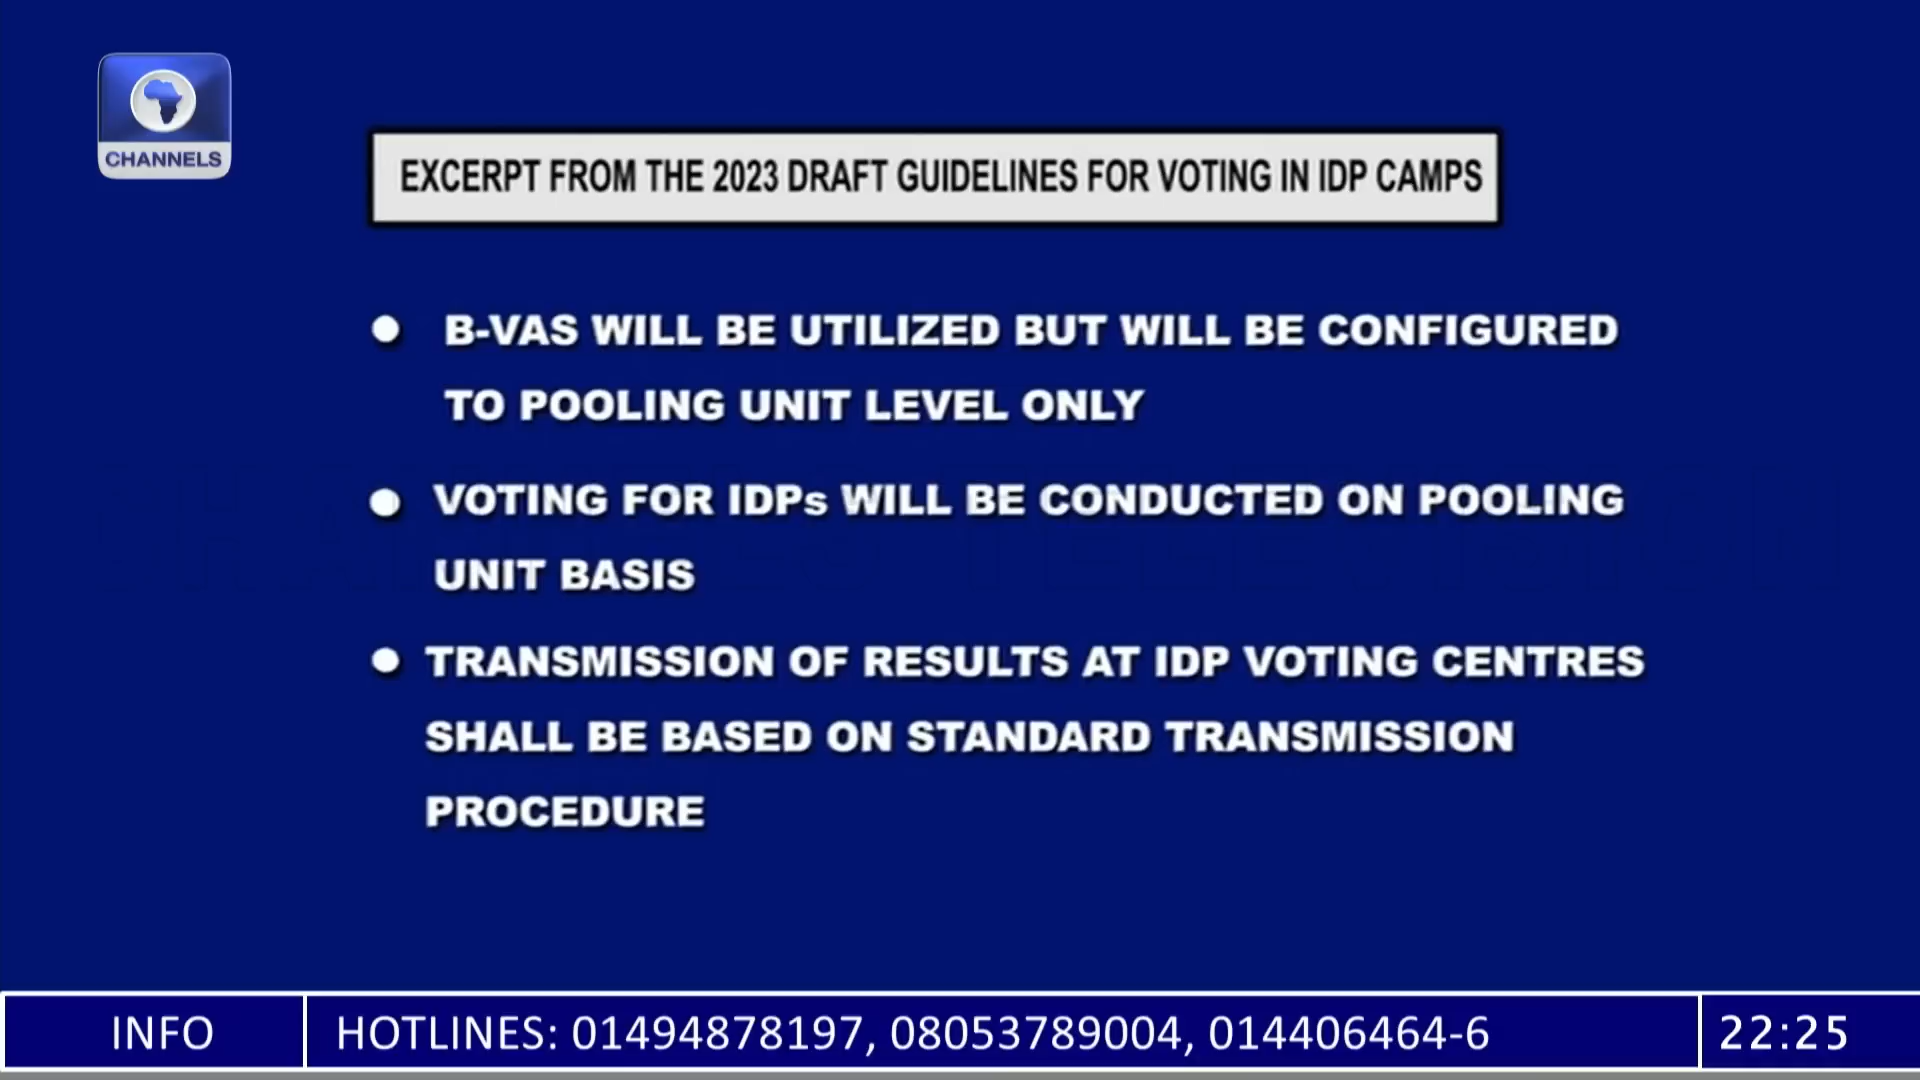 CHANNELS
EXCERPT FROM THE 2023 DRAFT GUIDELINES FOR VOTING IN IDP CAMPS
B-VAS WILL BE UTILIZED BUT WILL BE CONFIGURED
TO POOLING UNIT LEVEL ONLY
VOTING FOR IDPs WILL BE CONDUCTED ON POOLING
UNIT BASIS
TRANSMISSION OF RESULTS AT IDP VOTING CENTRES
SHALL BE BASED ON STANDARD TRANSMISSION
PROCEDURE
CHANNELS TELEVISION
INFO
HOTLINES: 01494878197, 08053789004, 014406464-6
22:25